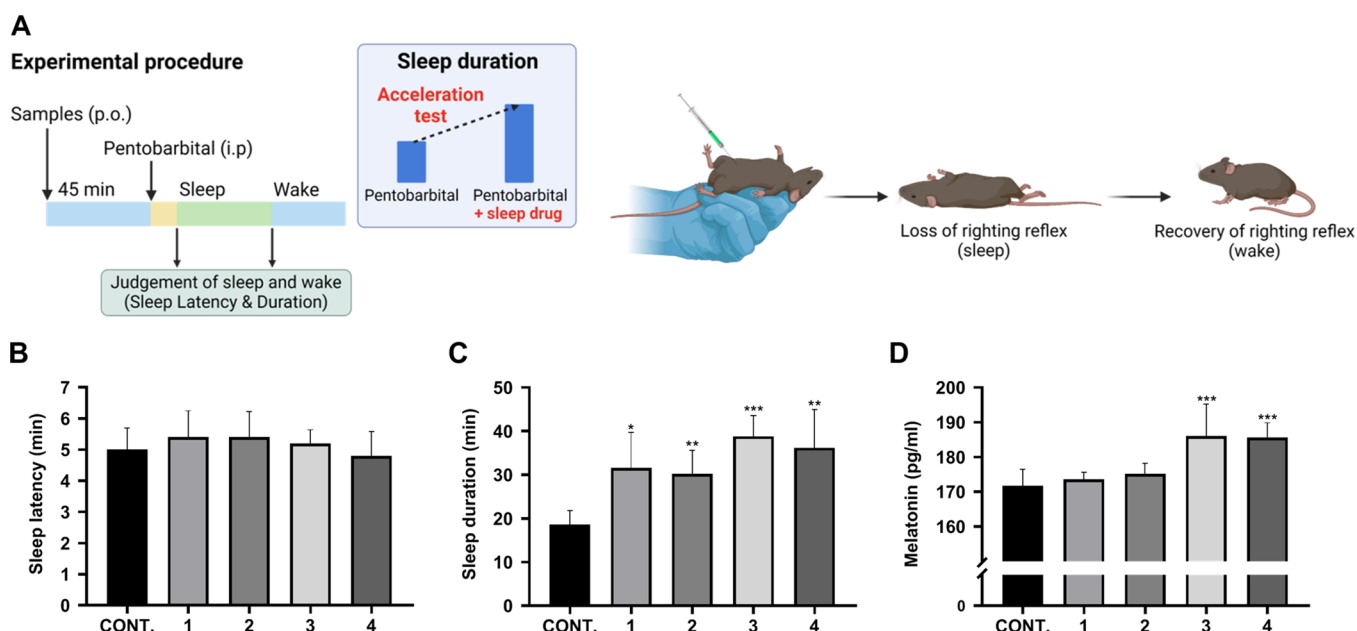 A
Experimental procedure
Samples (p.o.)
Pentobarbital (i.p)
45 min
Sleep
Wake
Judgement of sleep and wake
(Sleep Latency & Duration)
Sleep duration
Acceleration
test
Pentobarbital
Pentobarbital
+ sleep drug
Loss of righting reflex
(sleep)
Recovery of righting reflex
(wake)
B
Sleep latency (min)
7
6
5
4
3
2
1
0
CONT. 1 2 3 4
C
Sleep duration (min)
50
40
30
20
10
0
* ** *** **
CONT. 1 2 3 4
D
Melatonin (pg/ml)
200
190
180
170
160
0
*** ***
CONT. 1 2 3 4